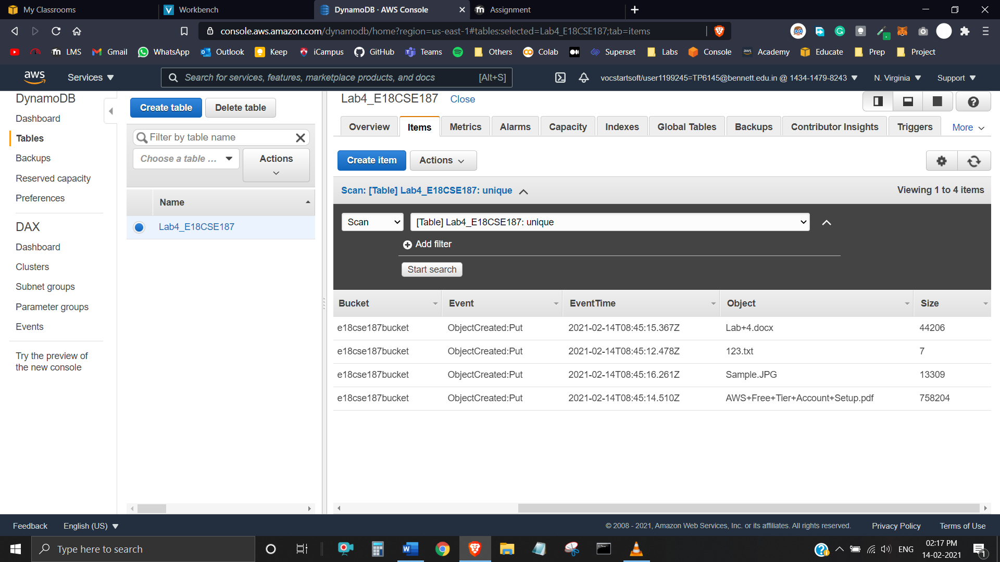 My Classrooms
Workbench
DynamoDB · AWS Console
Assignment
console.aws.amazon.com/dynamodb/home?region=us-east-1#tables:selected=Lab4_E18CSE187;tab=items
LMS Gmail WhatsApp Outlook Keep iCampus GitHub Teams Others Colab Superset Labs Console Academy Educate Prep Project
aws Services Search for services, features, marketplace products, and docs [Alt+S] vocstartsoft/user1199245=TP6145@bennett.edu.in @ 1434-1479-8243 N. Virginia Support
DynamoDB
Dashboard
Tables
Backups
Reserved capacity
Preferences
DAX
Dashboard
Clusters
Subnet groups
Parameter groups
Events
Try the preview of
the new console
Create table Delete table
Filter by table name
Choose a table ... Actions
Name
Lab4_E18CSE187
Lab4_E18CSE187 Close
Overview Items Metrics Alarms Capacity Indexes Global Tables Backups Contributor Insights Triggers More
Create item Actions
Scan: [Table] Lab4_E18CSE187: unique Viewing 1 to 4 items
Scan [Table] Lab4_E18CSE187: unique
Add filter
Start search
Bucket Event EventTime Object Size
e18cse187bucket ObjectCreated:Put 2021-02-14T08:45:15.367Z Lab+4.docx 44206
e18cse187bucket ObjectCreated:Put 2021-02-14T08:45:12.478Z 123.txt 7
e18cse187bucket ObjectCreated:Put 2021-02-14T08:45:16.261Z Sample.JPG 13309
e18cse187bucket ObjectCreated:Put 2021-02-14T08:45:14.510Z AWS+Free+Tier+Account+Setup.pdf 758204
Feedback English (US) © 2008 - 2021, Amazon Web Services, Inc. or its affiliates. All rights reserved. Privacy Policy Terms of Use
Type here to search
ENG
02:17 PM
14-02-2021
1